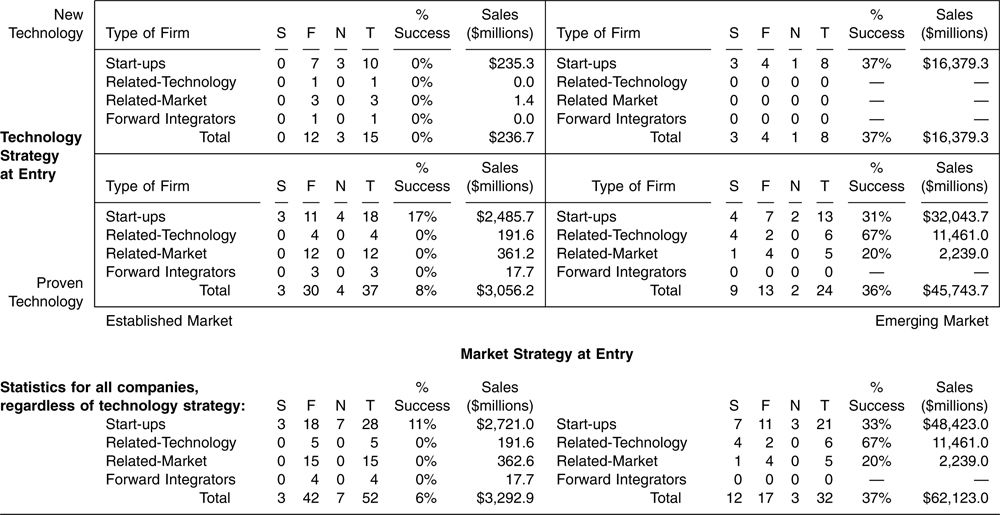 New Technology % Sales % Sales
Type of Firm S F N T Success ($millions) Type of Firm S F N T Success ($millions)
Start-ups 0 7 3 10 0% $235.3 Start-ups 3 4 1 8 37% $16,379.3
Related-Technology 0 1 0 1 0% 0.0 Related-Technology 0 0 0 0 — —
Related-Market 0 3 0 3 0% 1.4 Related Market 0 0 0 0 — —
Forward Integrators 0 1 0 1 0% 0.0 Forward Integrators 0 0 0 0 — —
Total 0 12 3 15 0% $236.7 Total 3 4 1 8 37% $16,379.3
Technology
Strategy
at Entry
% Sales % Sales
Type of Firm S F N T Success ($millions) Type of Firm S F N T Success ($millions)
Start-ups 3 11 4 18 17% $2,485.7 Start-ups 4 7 2 13 31% $32,043.7
Related-Technology 0 4 0 4 0% 191.6 Related-Technology 4 2 0 6 67% 11,461.0
Related-Market 0 12 0 12 0% 361.2 Related-Market 1 4 0 5 20% 2,239.0
Forward Integrators 0 3 0 3 0% 17.7 Forward Integrators 0 0 0 0 — —
Proven Technology Total 3 30 4 37 8% $3,056.2 Total 9 13 2 24 36% $45,743.7
Established Market Emerging Market
Market Strategy at Entry
Statistics for all companies, % Sales % Sales
regardless of technology strategy: S F N T Success ($millions) S F N T Success ($millions)
Start-ups 3 18 7 28 11% $2,721.0 Start-ups 7 11 3 21 33% $48,423.0
Related-Technology 0 5 0 5 0% 191.6 Related-Technology 4 2 0 6 67% 11,461.0
Related-Market 0 15 0 15 0% 362.6 Related-Market 1 4 0 5 20% 2,239.0
Forward Integrators 0 4 0 4 0% 17.7 Forward Integrators 0 0 0 0 — —
Total 3 42 7 52 6% $3,292.9 Total 12 17 3 32 37% $62,123.0